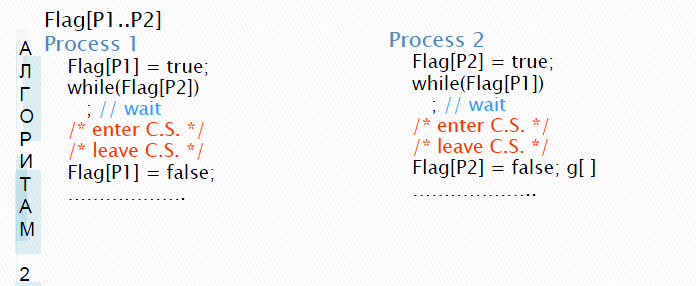 Flag[P1..P2]
АЛГОРИТАМ 2
Process 1
Flag[P1] = true;
while(Flag[P2])
; // wait
/* enter C.S. */
/* leave C.S. */
Flag[P1] = false;
……………….
Process 2
Flag[P2] = true;
while(Flag[P1])
; // wait
/* enter C.S. */
/* leave C.S. */
Flag[P2] = false; g[ ]
………………..